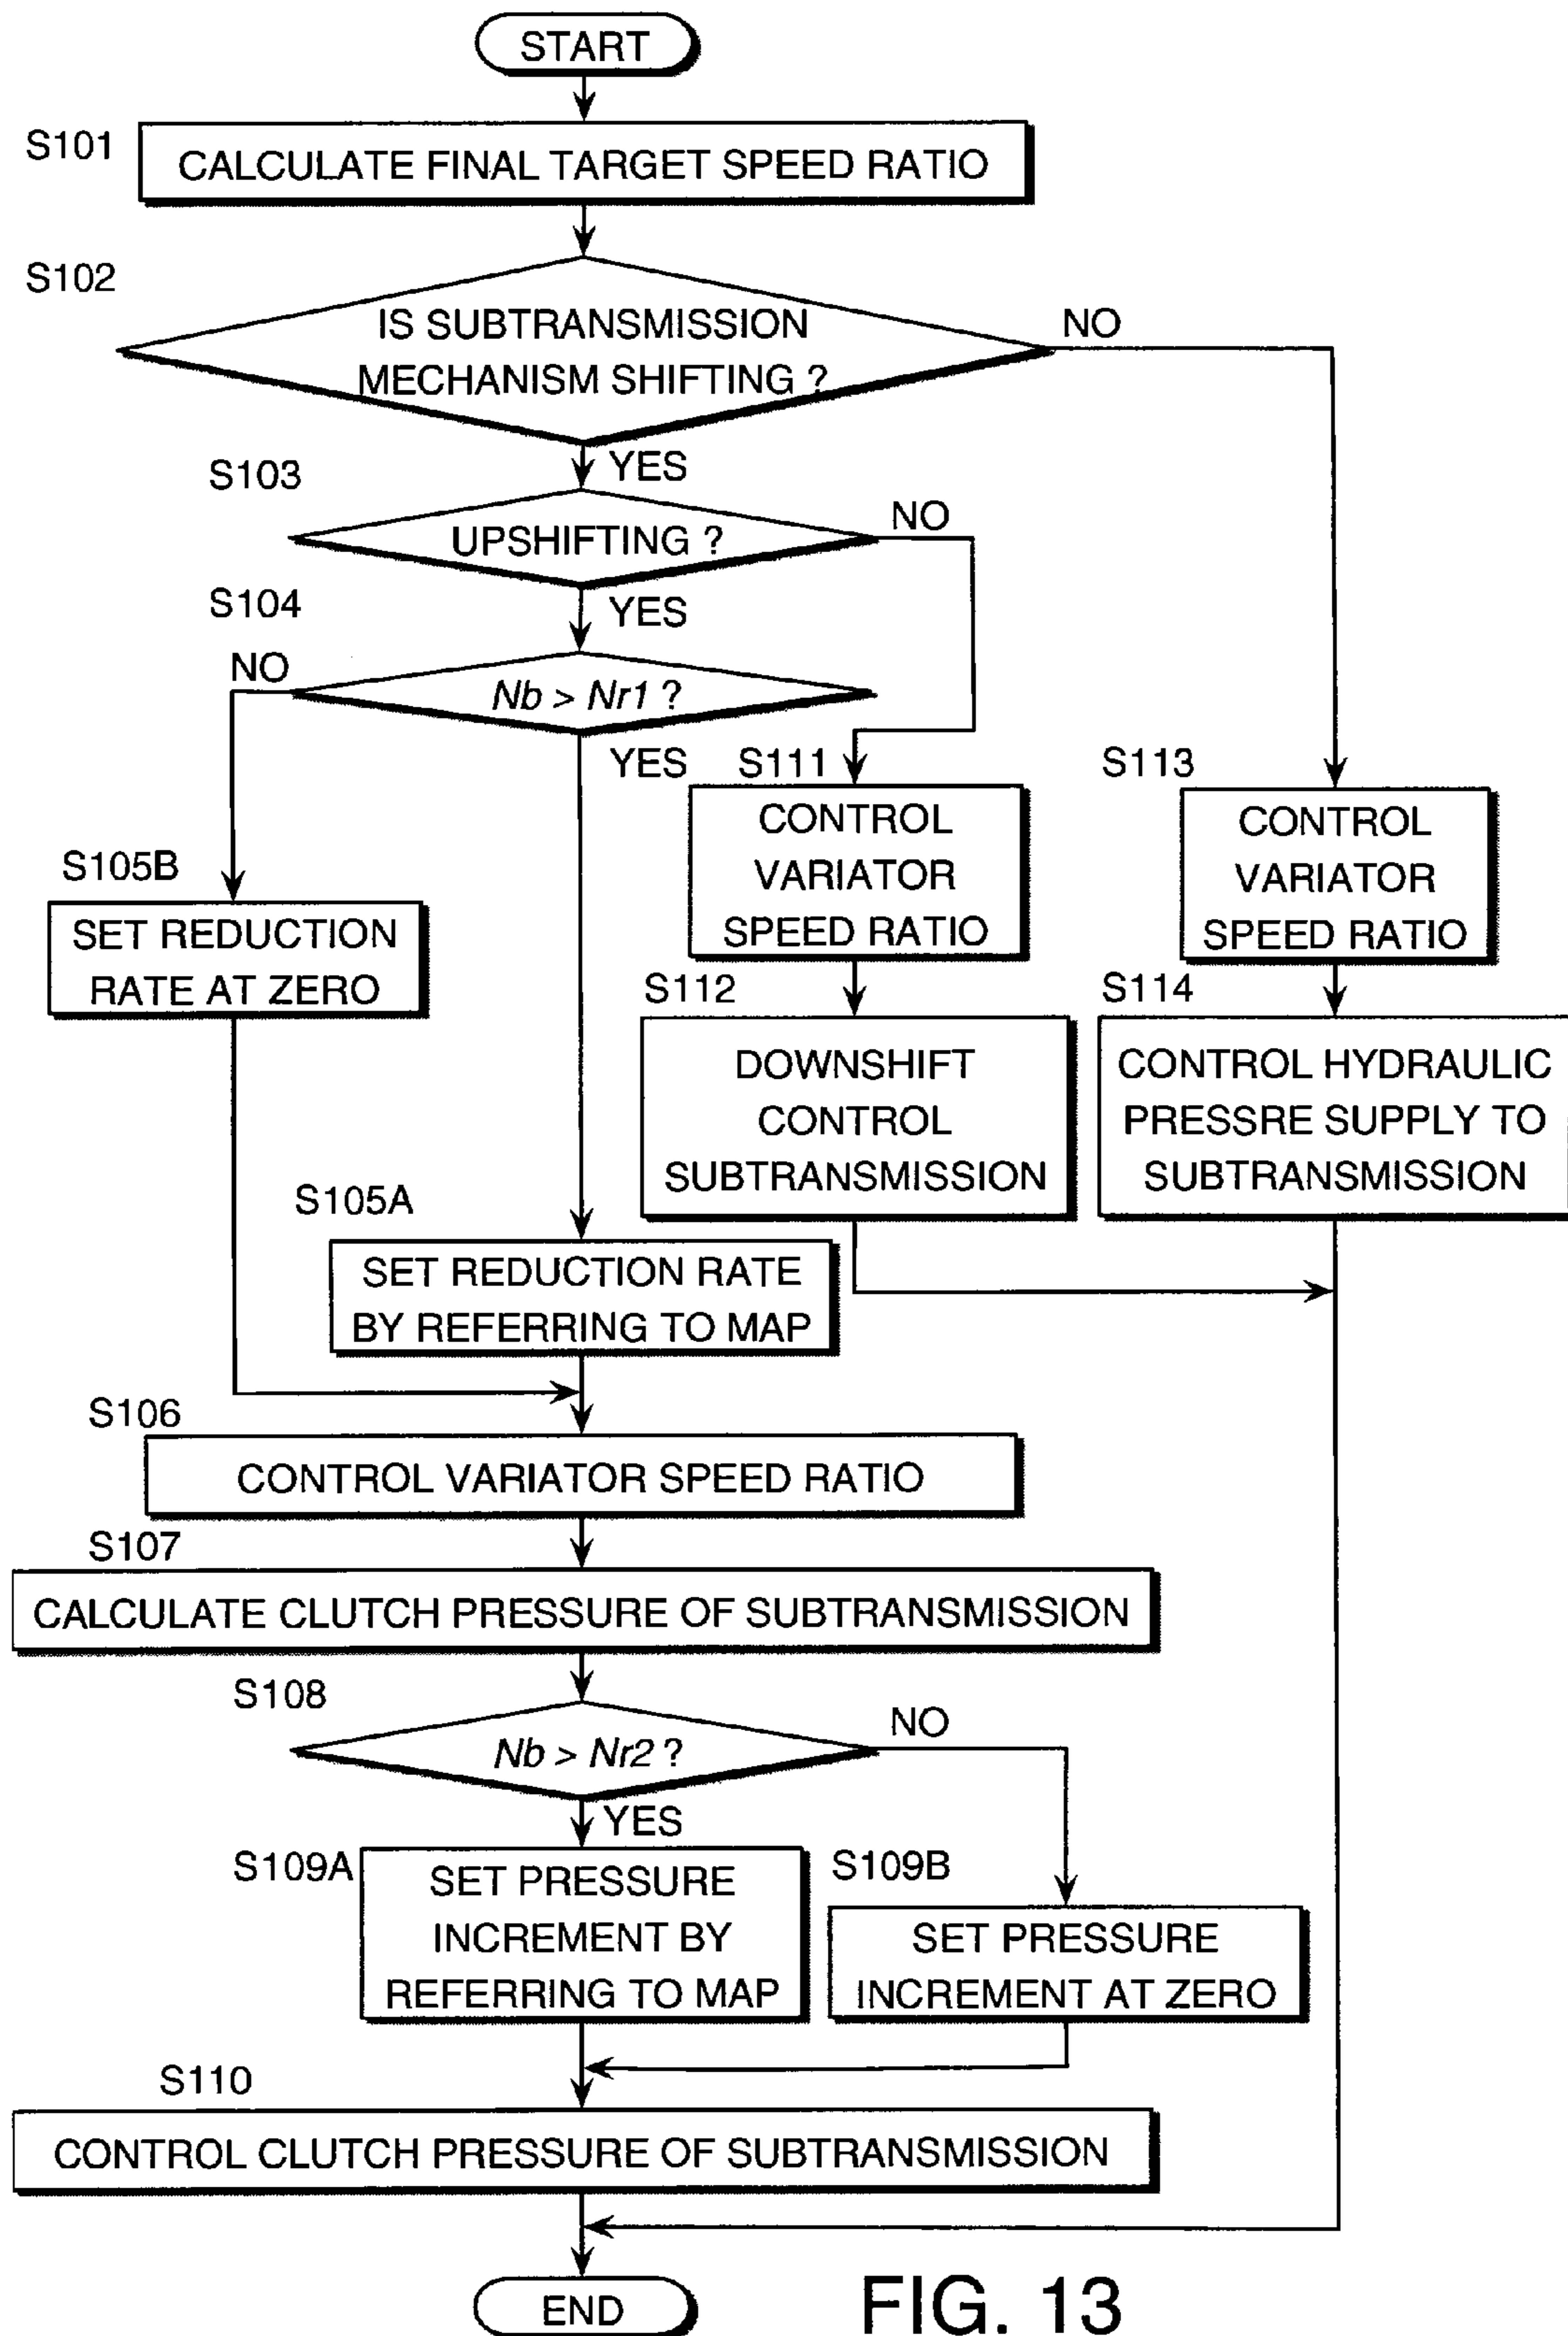 START
S101
CALCULATE FINAL TARGET SPEED RATIO
S102
IS SUBTRANSMISSION
MECHANISM SHIFTING ?
NO
YES
S103
UPSHIFTING ?
NO
YES
S104
Nb > Nr1 ?
NO
YES
S105B
SET REDUCTION
RATE AT ZERO
S111
CONTROL
VARIATOR
SPEED RATIO
S113
CONTROL
VARIATOR
SPEED RATIO
S112
DOWNSHIFT
CONTROL
SUBTRANSMISSION
S114
CONTROL HYDRAULIC
PRESSRE SUPPLY TO
SUBTRANSMISSION
S105A
SET REDUCTION RATE
BY REFERRING TO MAP
S106
CONTROL VARIATOR SPEED RATIO
S107
CALCULATE CLUTCH PRESSURE OF SUBTRANSMISSION
S108
Nb > Nr2 ?
NO
YES
S109A
SET PRESSURE
INCREMENT BY
REFERRING TO MAP
S109B
SET PRESSURE
INCREMENT AT ZERO
S110
CONTROL CLUTCH PRESSURE OF SUBTRANSMISSION
END
FIG. 13